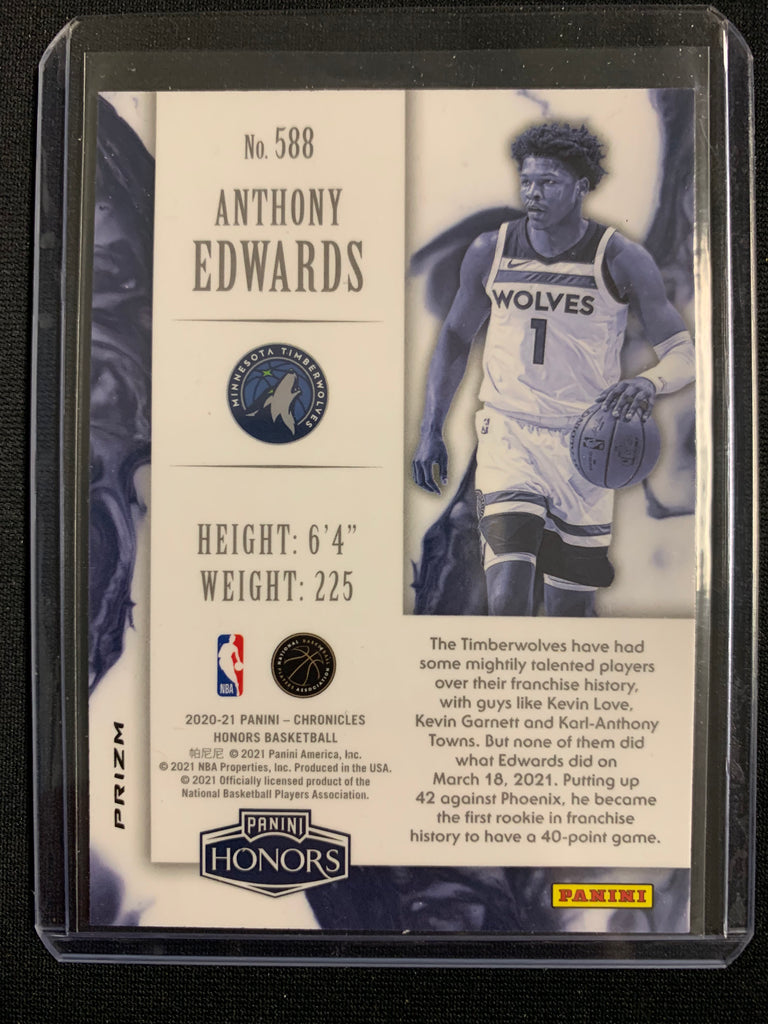 No. 588
ANTHONY
EDWARDS
MINNESOTA TIMBERWOLVES
HEIGHT: 6'4"
WEIGHT: 225
NBA
NATIONAL BASKETBALL
PLAYERS ASSOCIATION
2020-21 PANINI – CHRONICLES
HONORS BASKETBALL
帕尼尼 © 2021 Panini America, Inc.
© 2021 NBA Properties, Inc. Produced in the USA.
© 2021 Officially licensed product of the
National Basketball Players Association.
PRIZM
PANINI
HONORS
WOLVES
1
The Timberwolves have had
some mightily talented players
over their franchise history,
with guys like Kevin Love,
Kevin Garnett and Karl-Anthony
Towns. But none of them did
what Edwards did on
March 18, 2021. Putting up
42 against Phoenix, he became
the first rookie in franchise
history to have a 40-point game.
PANINI